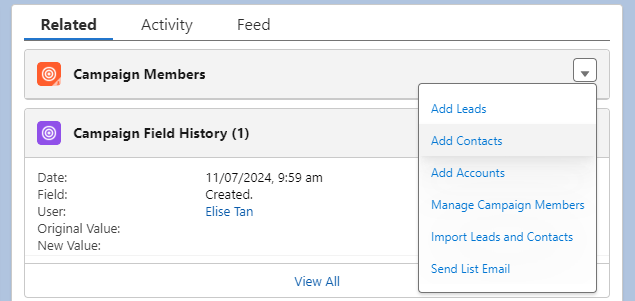 Related Activity Feed
Campaign Members
Add Leads
Add Contacts
Add Accounts
Manage Campaign Members
Import Leads and Contacts
Send List Email
Campaign Field History (1)
Date: 11/07/2024, 9:59 am
Field: Created.
User: Elise Tan
Original Value:
New Value:
View All